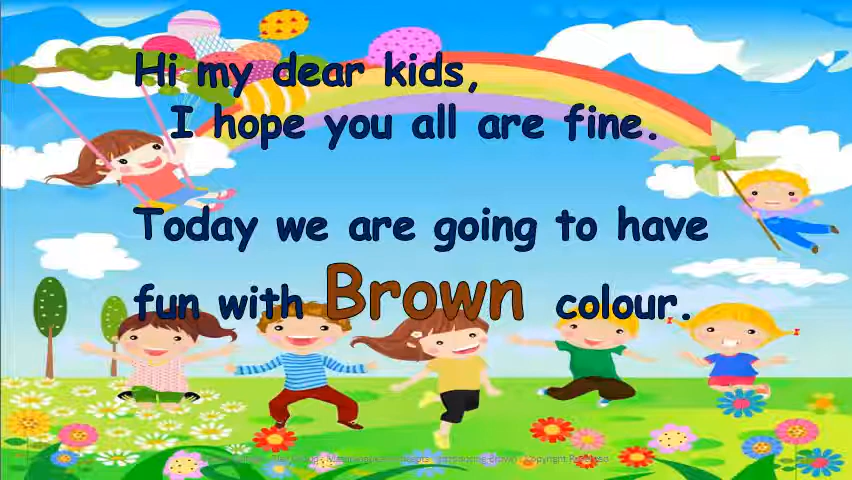 Hi my dear kids,
I hope you all are fine.
Today we are going to have
fun with Brown colour.